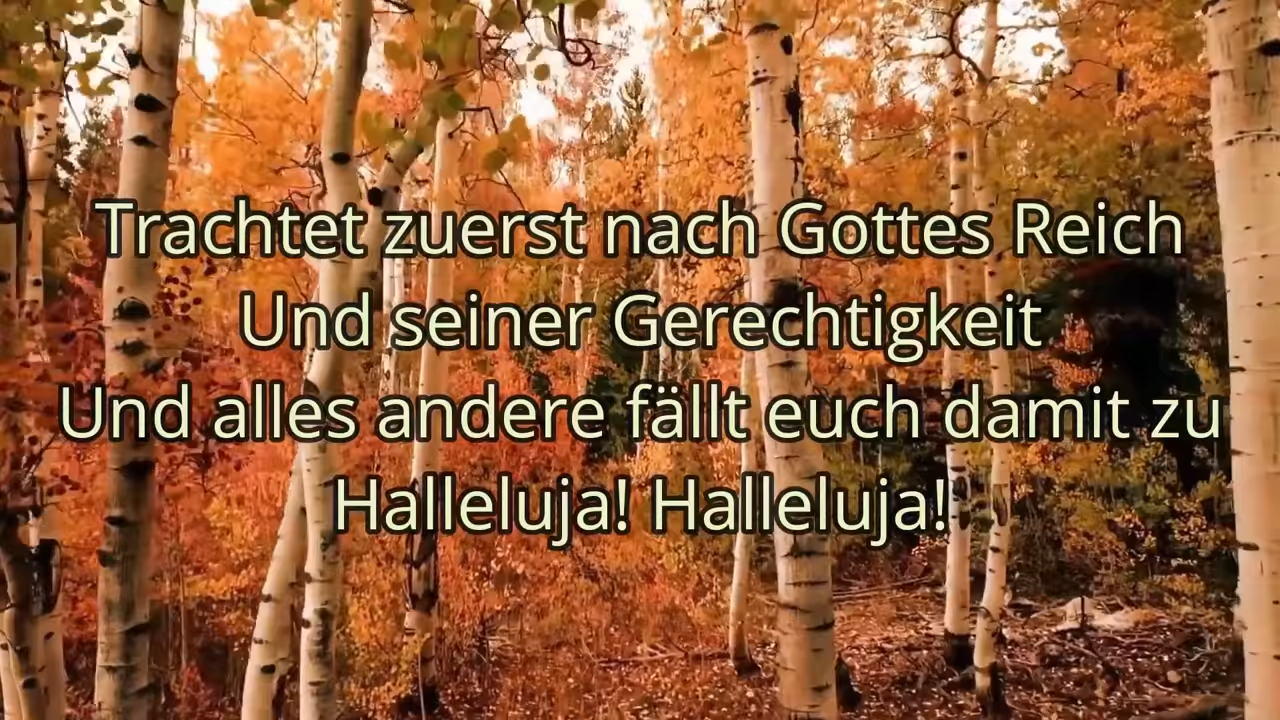 Trachtet zuerst nach Gottes Reich
Und seiner Gerechtigkeit
Und alles andere fällt euch damit zu
Halleluja! Halleluja!